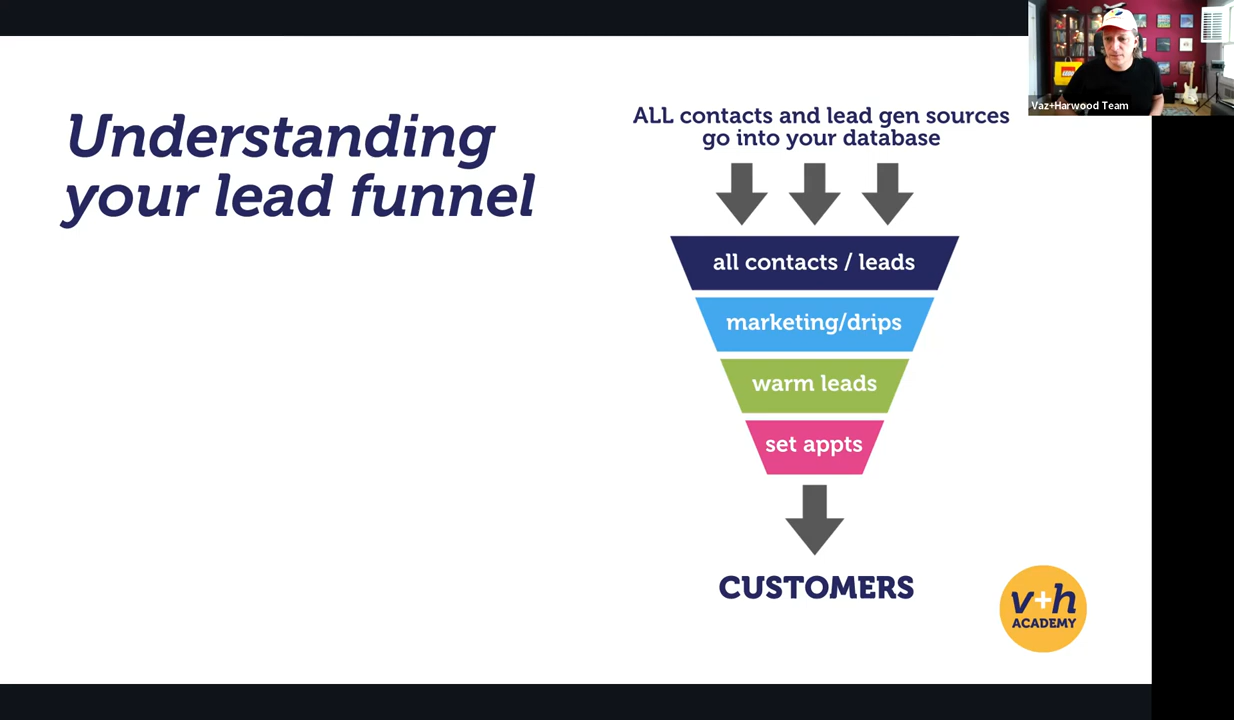 Understanding
your lead funnel
ALL contacts and lead gen sources
go into your database
all contacts / leads
marketing/drips
warm leads
set appts
CUSTOMERS
v+h
ACADEMY
LEGO
Vaz+Harwood Team